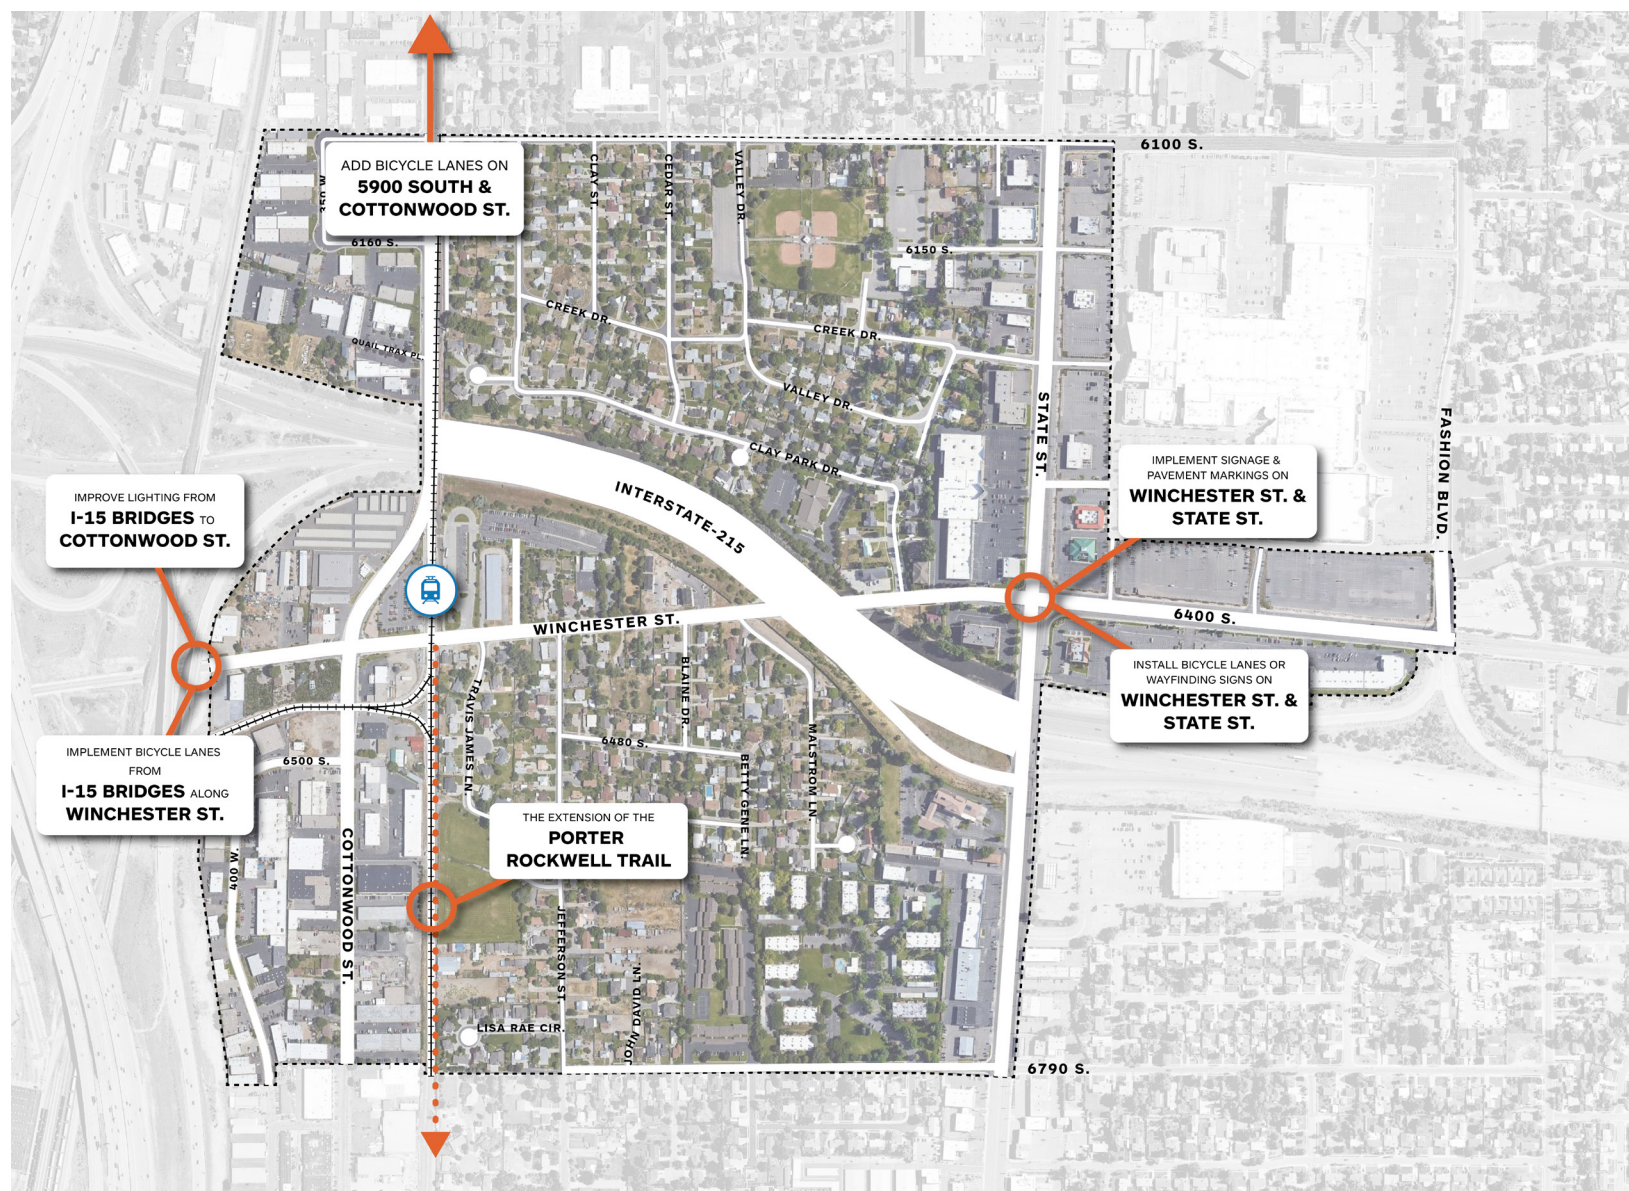 6100 S.
ADD BICYCLE LANES ON
5900 SOUTH &
COTTONWOOD ST.
CLAY ST.
CEDAR ST.
VALLEY DR.
6160 S.
6150 S.
CREEK DR.
CREEK DR.
QUAIL TRAX PL.
VALLEY DR.
STATE ST.
FASHION BLVD.
CLAY PARK DR.
IMPLEMENT SIGNAGE &
PAVEMENT MARKINGS ON
WINCHESTER ST. &
STATE ST.
IMPROVE LIGHTING FROM
I-15 BRIDGES TO
COTTONWOOD ST.
INTERSTATE-215
WINCHESTER ST.
6400 S.
INSTALL BICYCLE LANES OR
WAYFINDING SIGNS ON
WINCHESTER ST. &
STATE ST.
TRAVIS JAMES LN.
BLAINE DR.
MALSTROM LN.
BETTY GENE LN.
6480 S.
IMPLEMENT BICYCLE LANES
FROM
I-15 BRIDGES ALONG
WINCHESTER ST.
6500 S.
THE EXTENSION OF THE
PORTER
ROCKWELL TRAIL
400 W.
COTTONWOOD ST.
JEFFERSON ST.
JOHN DAVID LN.
LISA RAE CIR.
6790 S.